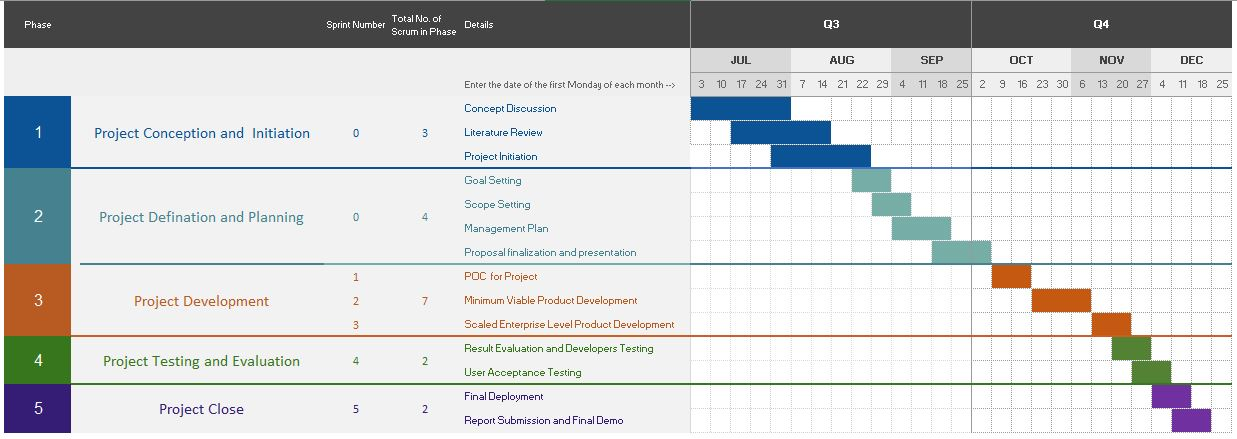 Phase Sprint Number Total No. of Scrum in Phase Details Q3 Q4
JUL AUG SEP OCT NOV DEC
Enter the date of the first Monday of each month --> 3 10 17 24 31 7 14 21 22 29 4 11 18 25 2 9 16 23 30 6 13 20 27 4 11 18 25
1 Project Conception and Initiation 0 3
Concept Discussion
Literature Review
Project Initiation
2 Project Defination and Planning 0 4
Goal Setting
Scope Setting
Management Plan
Proposal finalization and presentation
3 Project Development 7
1 POC for Project
2 Minimum Viable Product Development
3 Scaled Enterprise Level Product Development
4 Project Testing and Evaluation 4 2
Result Evaluation and Developers Testing
User Acceptance Testing
5 Project Close 5 2
Final Deployment
Report Submission and Final Demo